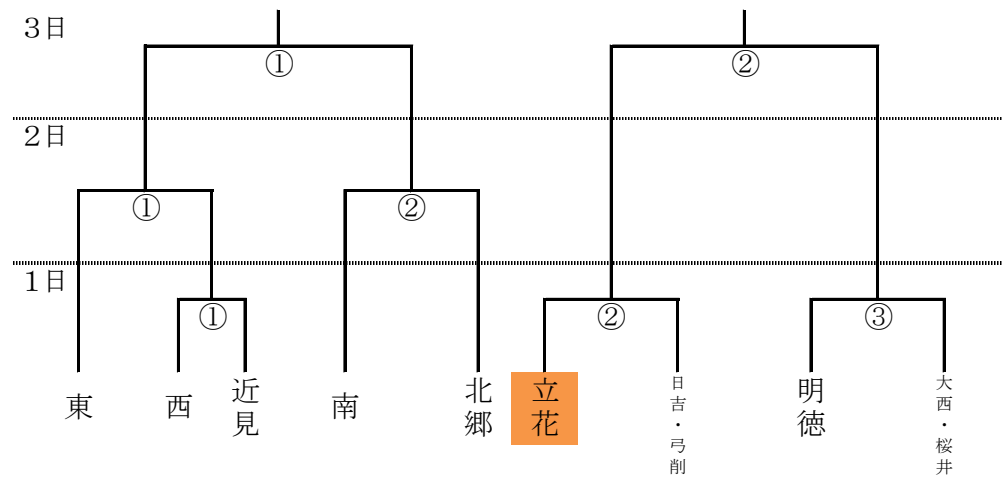 3日
①
②
2日
①
②
1日
①
②
③
東
西
近見
南
北郷
立花
日吉・弓削
明徳
大西・桜井